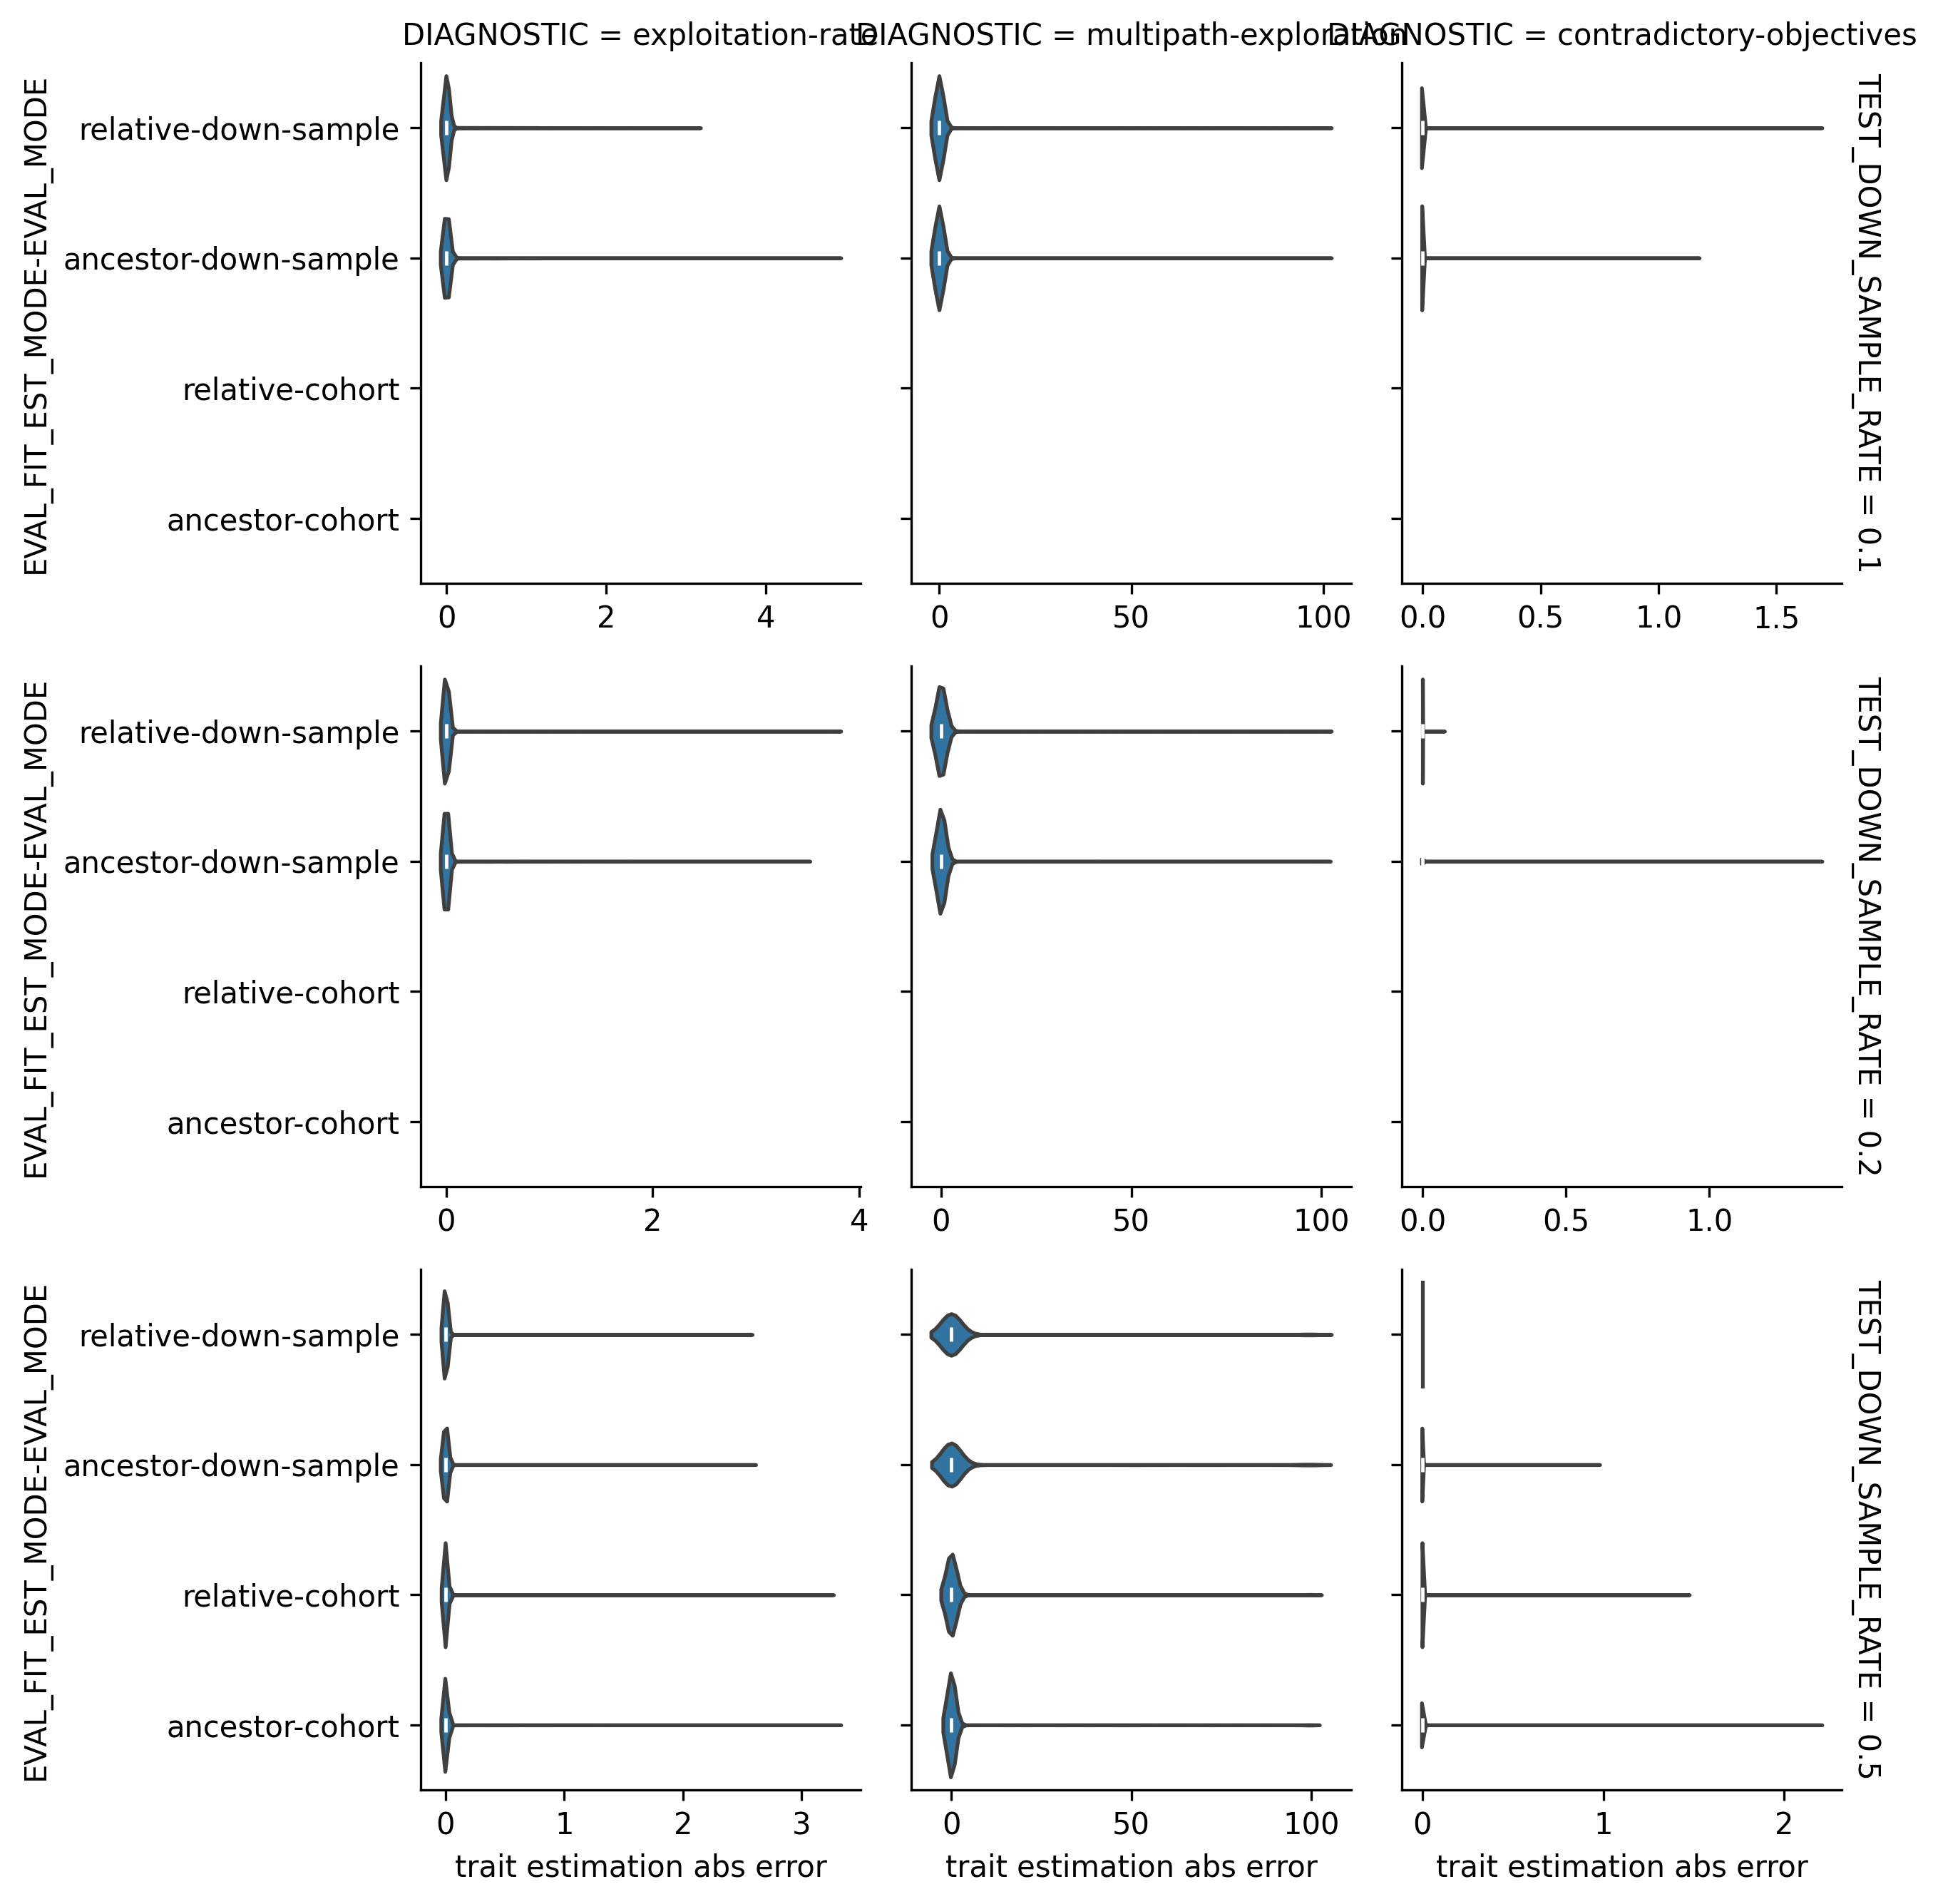 DIAGNOSTIC = exploitation-rate
DIAGNOSTIC = multipath-exploration
DIAGNOSTIC = contradictory-objectives
EVAL_FIT_EST_MODE-EVAL_MODE
relative-down-sample
ancestor-down-sample
relative-cohort
ancestor-cohort
0 2 4
0 50 100
0.0 0.5 1.0 1.5
TEST_DOWN_SAMPLE_RATE = 0.1
EVAL_FIT_EST_MODE-EVAL_MODE
relative-down-sample
ancestor-down-sample
relative-cohort
ancestor-cohort
0 2 4
0 50 100
0.0 0.5 1.0
TEST_DOWN_SAMPLE_RATE = 0.2
EVAL_FIT_EST_MODE-EVAL_MODE
relative-down-sample
ancestor-down-sample
relative-cohort
ancestor-cohort
0 1 2 3
0 50 100
0 1 2
TEST_DOWN_SAMPLE_RATE = 0.5
trait estimation abs error
trait estimation abs error
trait estimation abs error